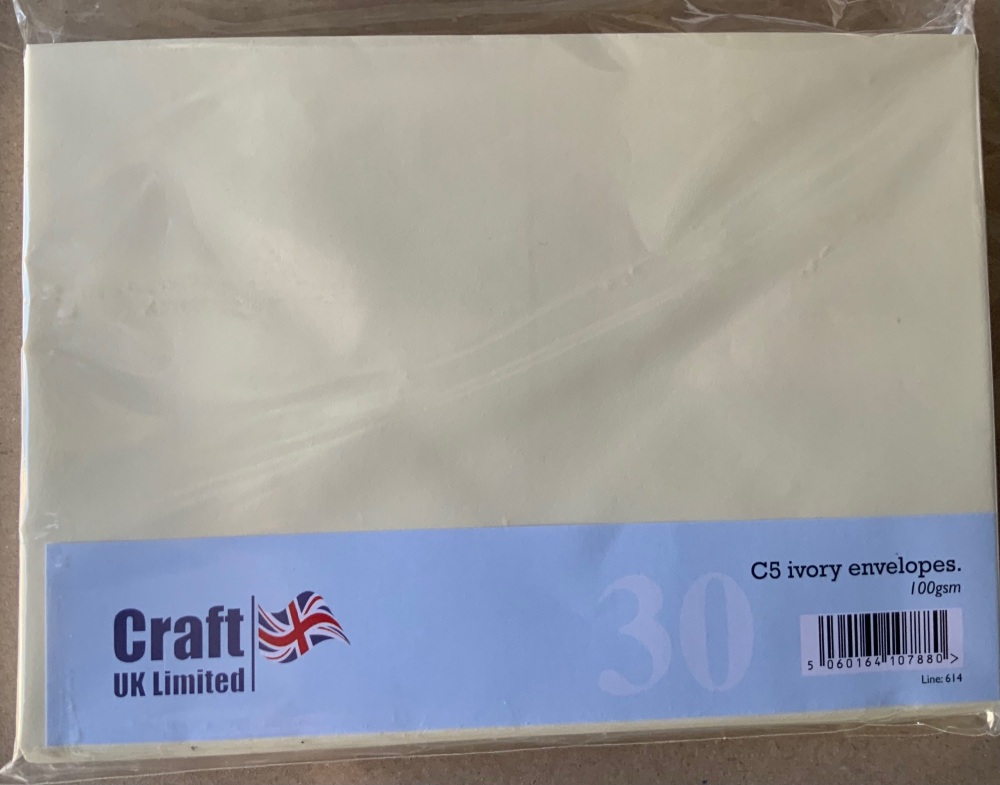 Craft
UK Limited
30
C5 ivory envelopes.
100gsm
5 060164 107880 >
Line: 614